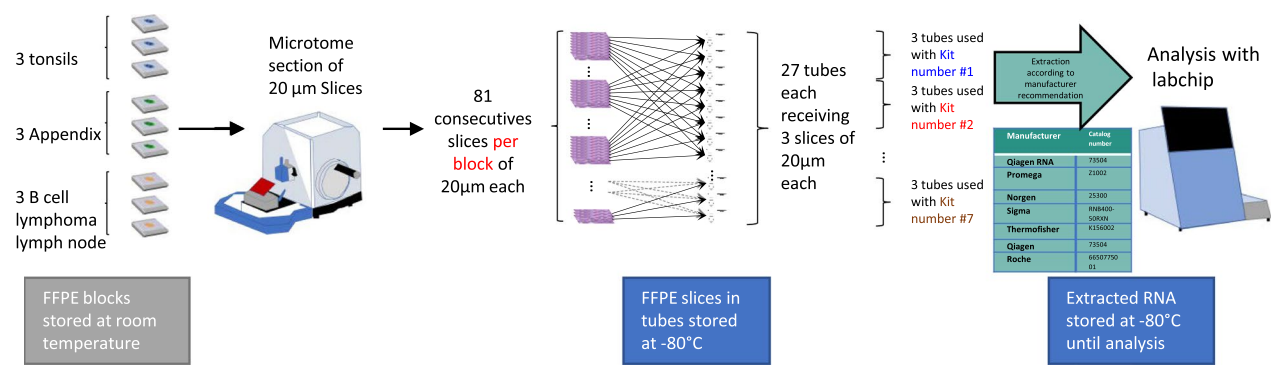 3 tonsils
3 Appendix
3 B cell
lymphoma
lymph node
Microtome
section of
20 µm Slices
81
consecutives
slices per
block of
20µm each
27 tubes
each
receiving
3 slices of
20µm
each
3 tubes used
with Kit
number #1
3 tubes used
with Kit
number #2
3 tubes used
with Kit
number #7
Extraction
according to
manufacturer
recommendation
Manufacturer Catalog
number
Qiagen RNA 73504
Promega Z1002
Norgen 25300
Sigma RNB400-
50RXN
Thermofisher K156002
Qiagen 73504
Roche 66507750
01
Analysis with
labchip
FFPE blocks
stored at room
temperature
FFPE slices in
tubes stored
at -80°C
Extracted RNA
stored at -80°C
until analysis